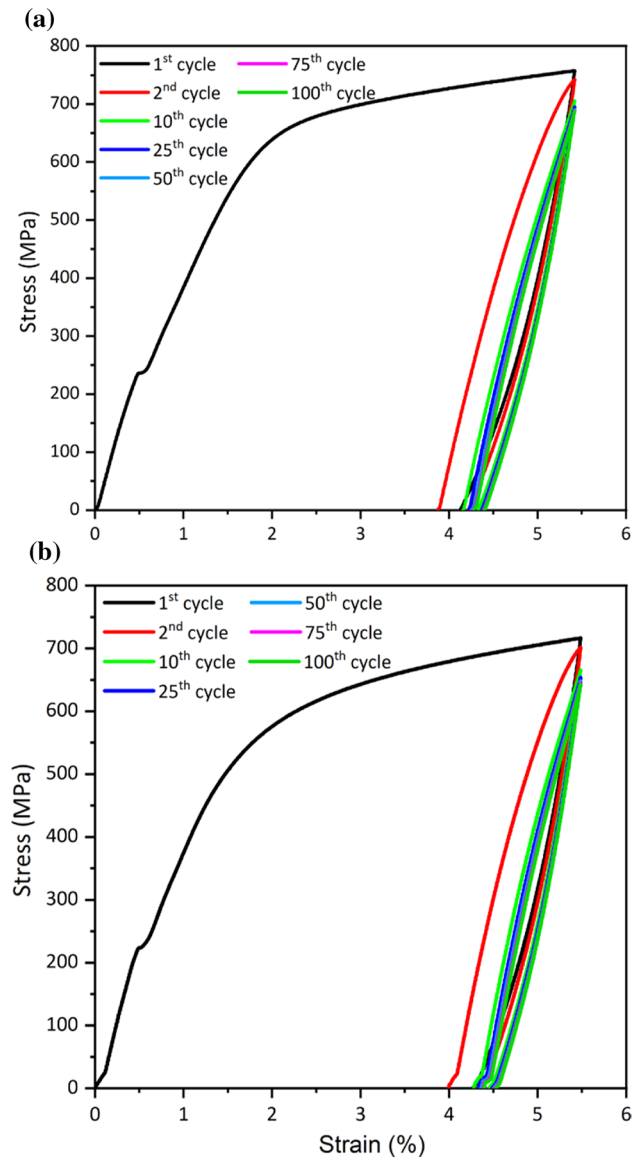 (a)
800
700
600
500
400
300
200
100
0
Stress (MPa)
1st cycle
2nd cycle
10th cycle
25th cycle
50th cycle
75th cycle
100th cycle
0 1 2 3 4 5 6
(b)
800
700
600
500
400
300
200
100
0
Stress (MPa)
1st cycle
2nd cycle
10th cycle
25th cycle
50th cycle
75th cycle
100th cycle
0 1 2 3 4 5 6
Strain (%)